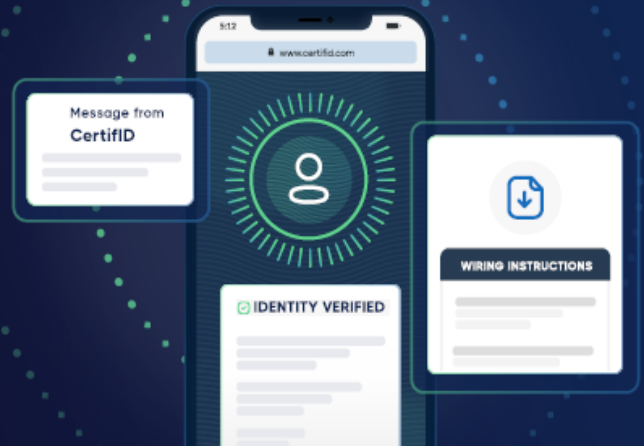 5:12
www.certifid.com
Message from
CertifID
IDENTITY VERIFIED
WIRING INSTRUCTIONS